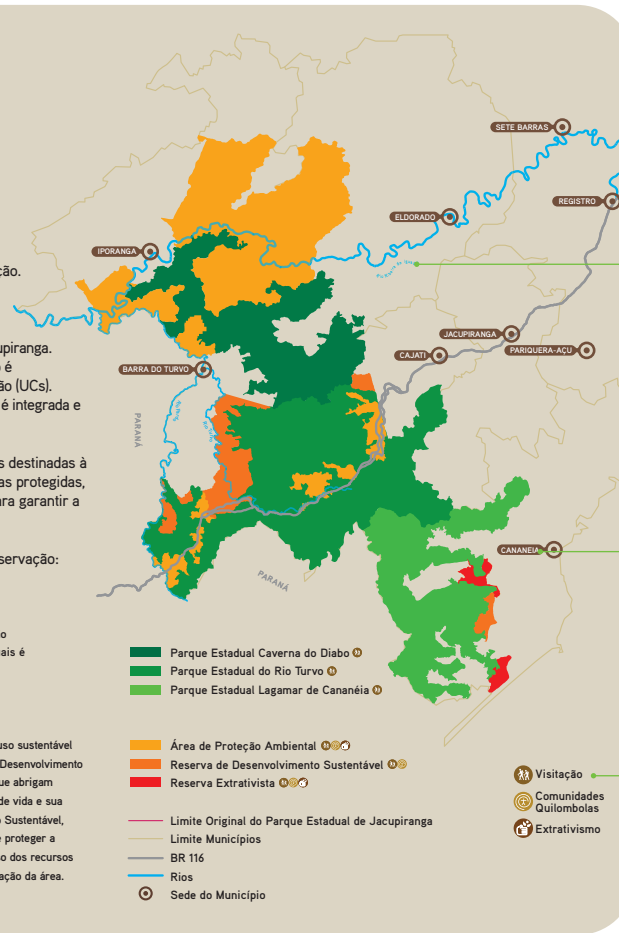 ção.
upiranga.
o é
ão (UCs).
é integrada e
s destinadas à
as protegidas,
ara garantir a
servação:
o
ais é
uso sustentável
Desenvolvimento
ue abrigam
de vida e sua
o Sustentável,
e proteger a
o dos recursos
ação da área.
SETE BARRAS
REGISTRO
ELDORADO
IPORANGA
JACUPIRANGA
PARIQUERA-AÇU
CAJATI
BARRA DO TURVO
PARANÁ
CANANEIA
PARANÁ
Parque Estadual Caverna do Diabo
Parque Estadual do Rio Turvo
Parque Estadual Lagamar de Cananéia
Área de Proteção Ambiental
Reserva de Desenvolvimento Sustentável
Reserva Extrativista
Limite Original do Parque Estadual de Jacupiranga
Limite Municípios
BR 116
Rios
Sede do Município
Visitação
Comunidades
Quilombolas
Extrativismo